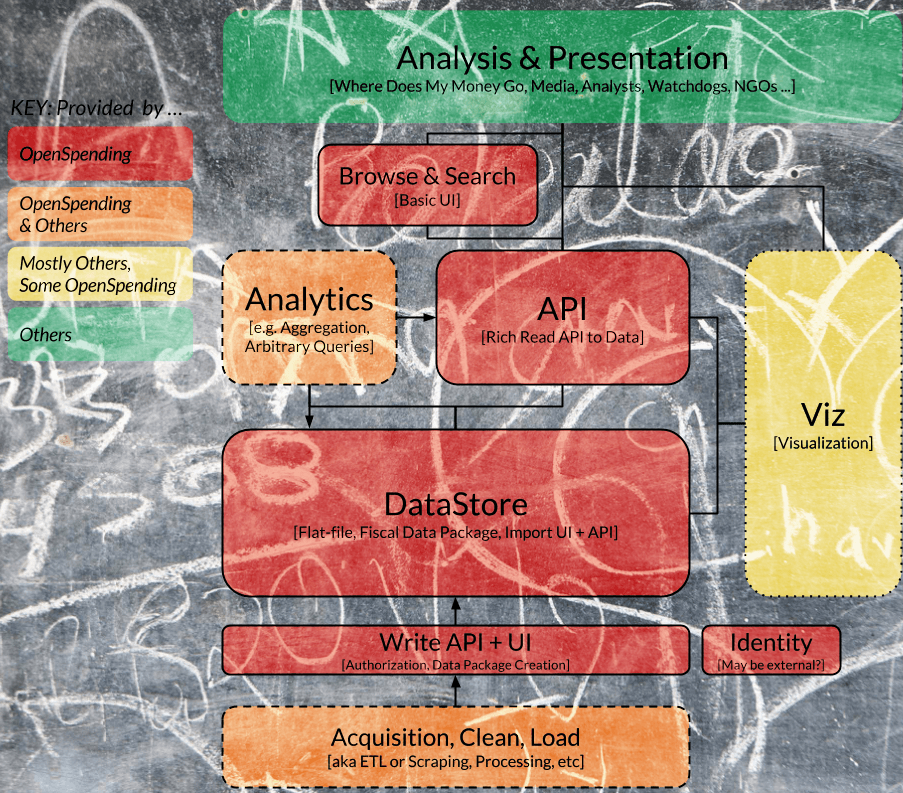 Analysis & Presentation
[Where Does My Money Go, Media, Analysts, Watchdogs, NGOs ...]
KEY: Provided by ...
OpenSpending
OpenSpending
& Others
Mostly Others,
Some OpenSpending
Others
Browse & Search
[Basic UI]
Analytics
[e.g. Aggregation,
Arbitrary Queries]
API
[Rich Read API to Data]
Viz
[Visualization]
DataStore
[Flat-file, Fiscal Data Package, Import UI + API]
Write API + UI
[Authorization, Data Package Creation]
Identity
[May be external?]
Acquisition, Clean, Load
[aka ETL or Scraping, Processing, etc]